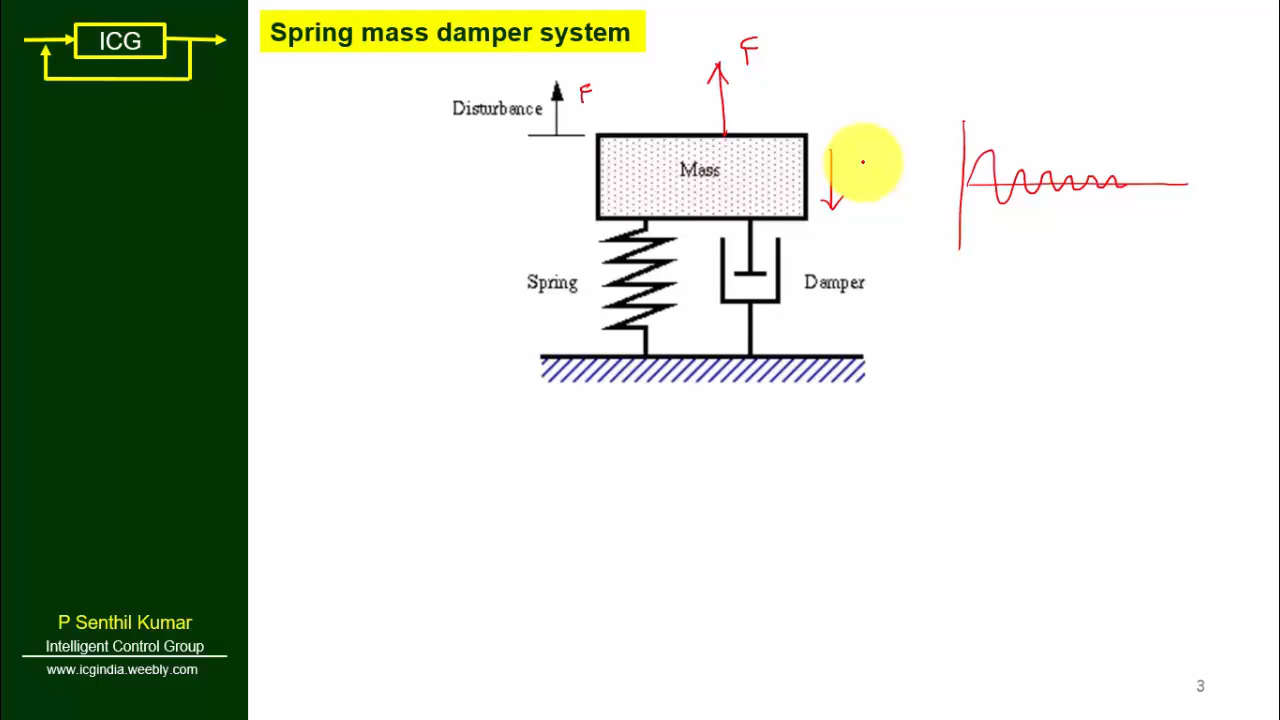 ICG
Spring mass damper system
F
Disturbance
F
Mass
Spring
Damper
P Senthil Kumar
Intelligent Control Group
www.icgindia.weebly.com
3